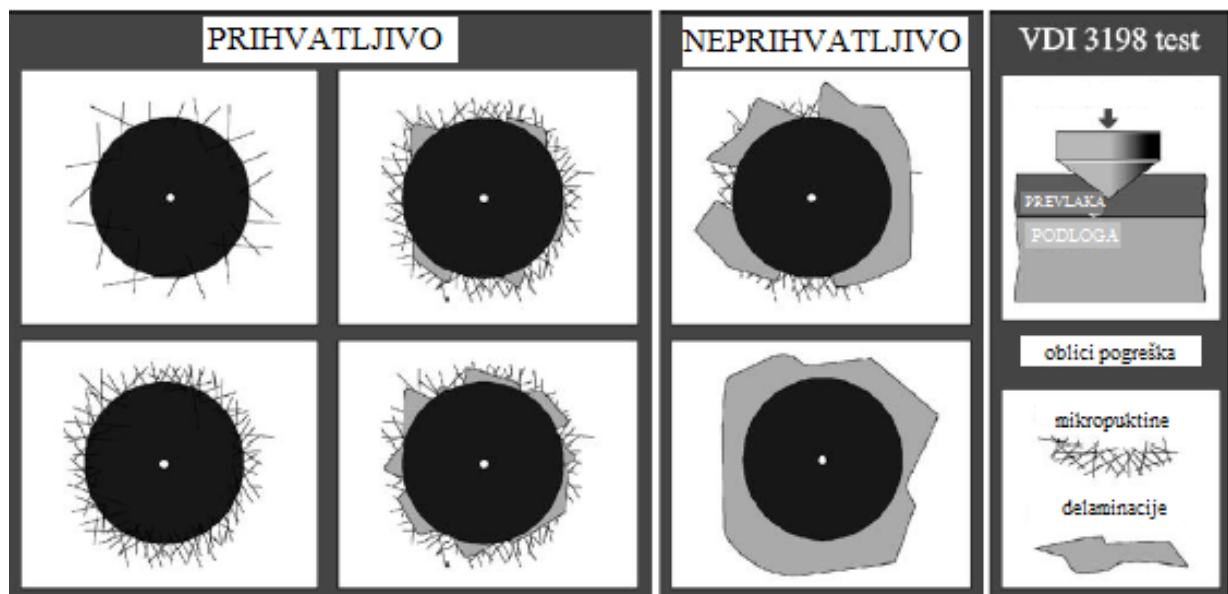 PRIHVATLJIVO
NEPRIHVATLJIVO
VDI 3198 test
PREVLAKA
PODLOGA
oblici pogreška
mikropuktine
delaminacije